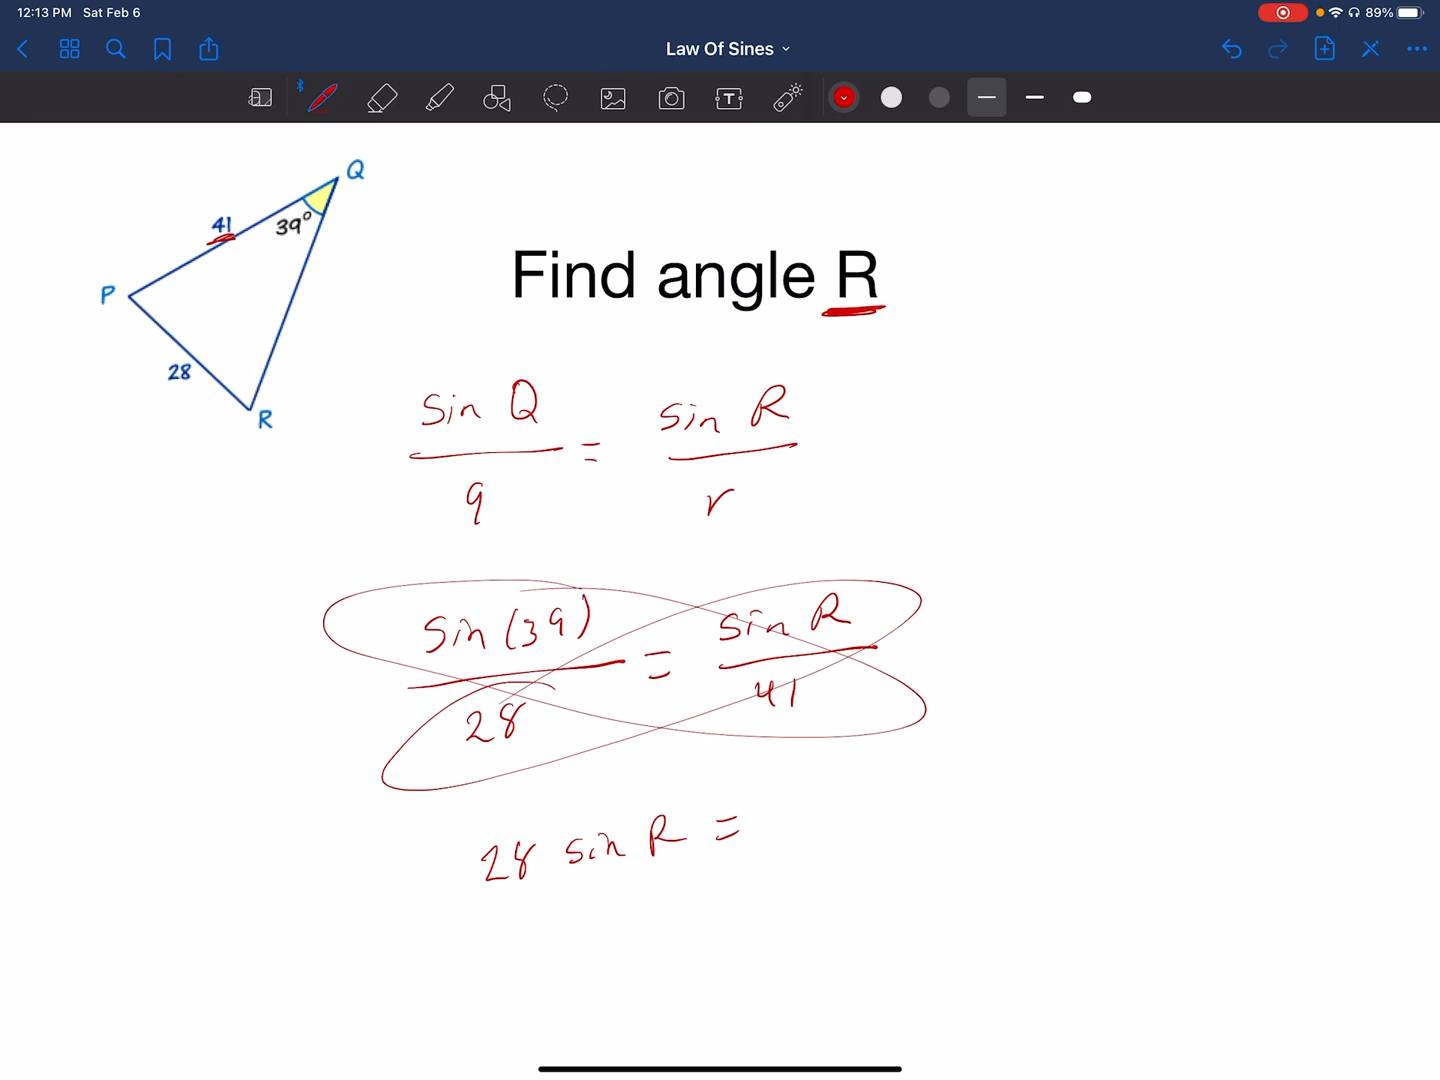 12:13 PM Sat Feb 6
89%
Law Of Sines
T
Q
41
39°
P
Find angle R
28
R
sin Q = sin R
q r
sin(39) = sin R
28 41
28 sin R =